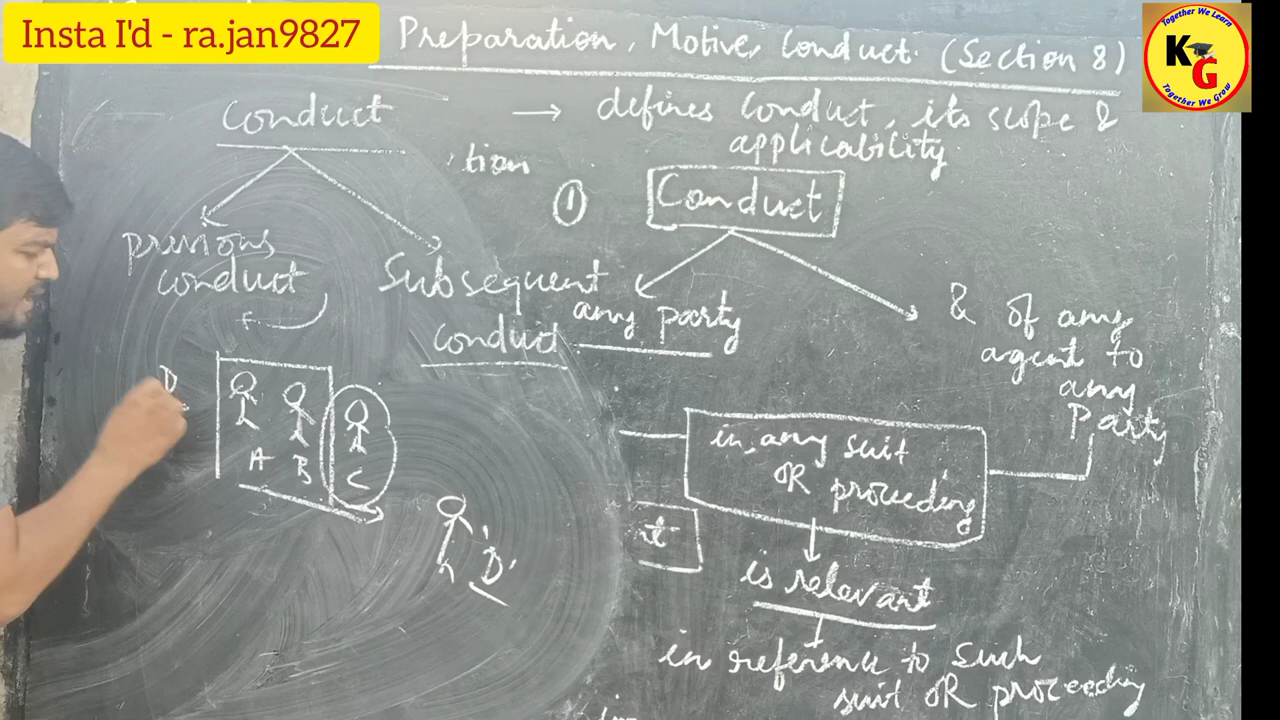 Insta I'd - ra.jan9827
Preparation, Motive, Conduct. (Section 8)
Together We Learn
KG
Together We Grow
Conduct
previous
conduct
Subsequent
conduct
A B C
'D'
D
→ defines Conduct, its scope &
applicability
tion
① Conduct
any party
& of any
agent to
any
Party
in any suit
OR proceeding
nt
is relevant
in reference to such
suit OR proceeding